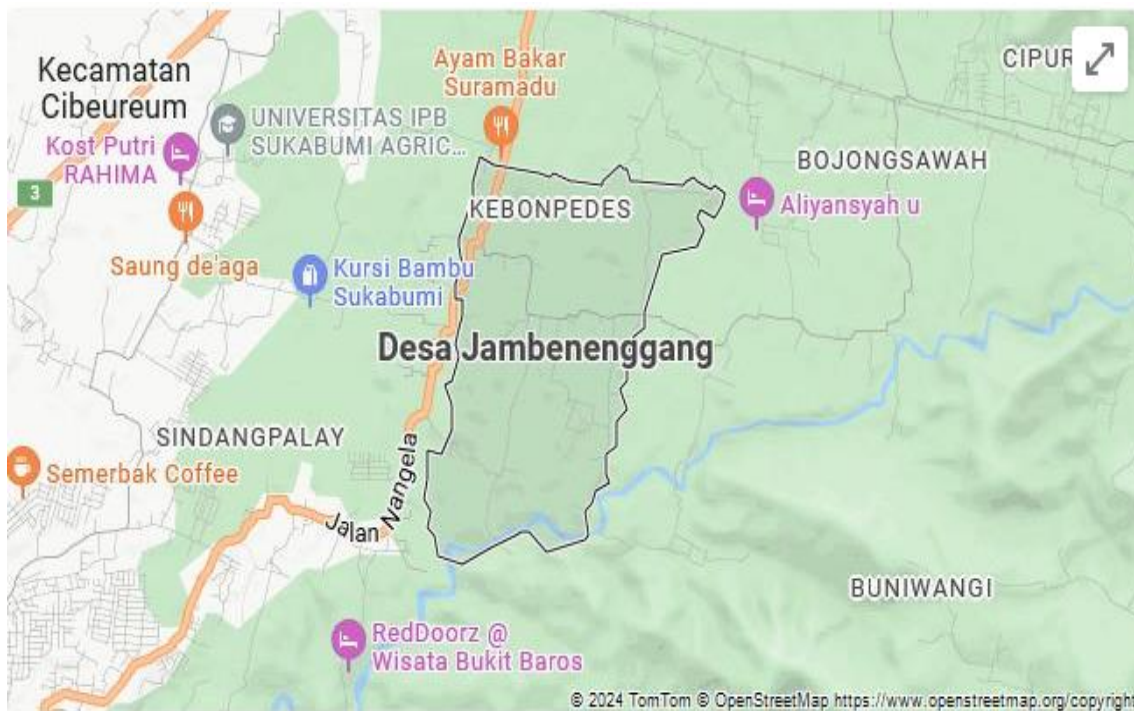 Kecamatan
Cibeureum
Ayam Bakar
Suramadu
UNIVERSITAS IPB
SUKABUMI AGRIC...
Kost Putri
RAHIMA
BOJONGSAWAH
3
KEBONPEDES
Aliyansyah u
Saung de'aga
Kursi Bambu
Sukabumi
Desa Jambenenggang
SINDANGPALAY
Semerbak Coffee
Jalan Nangela
BUNIWANGI
RedDoorz @
Wisata Bukit Baros
© 2024 TomTom © OpenStreetMap https://www.openstreetmap.org/copyright